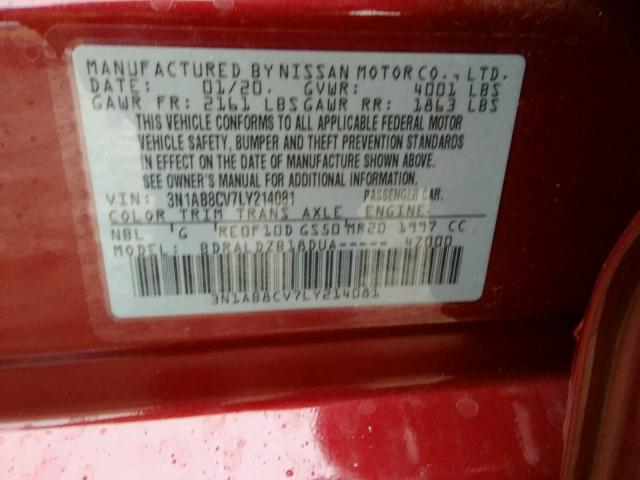 MANUFACTURED BY NISSAN MOTOR CO., LTD.
DATE: 01/20. GVWR: 4001 LBS
GAWR FR: 2161 LBS GAWR RR: 1863 LBS
THIS VEHICLE CONFORMS TO ALL APPLICABLE FEDERAL MOTOR
VEHICLE SAFETY, BUMPER AND THEFT PREVENTION STANDARDS
IN EFFECT ON THE DATE OF MANUFACTURE SHOWN ABOVE.
SEE OWNER'S MANUAL FOR ADDITIONAL INFORMATION.
VIN: 3N1AB8CV7LY214081 PASSENGER CAR.
COLOR TRIM TRANS AXLE ENGINE
NBL G RE0F10D GS50 MR20 1997 CC
MODEL: BDRALDZB18DUA----- 4Z000
3N1AB8CV7LY214081